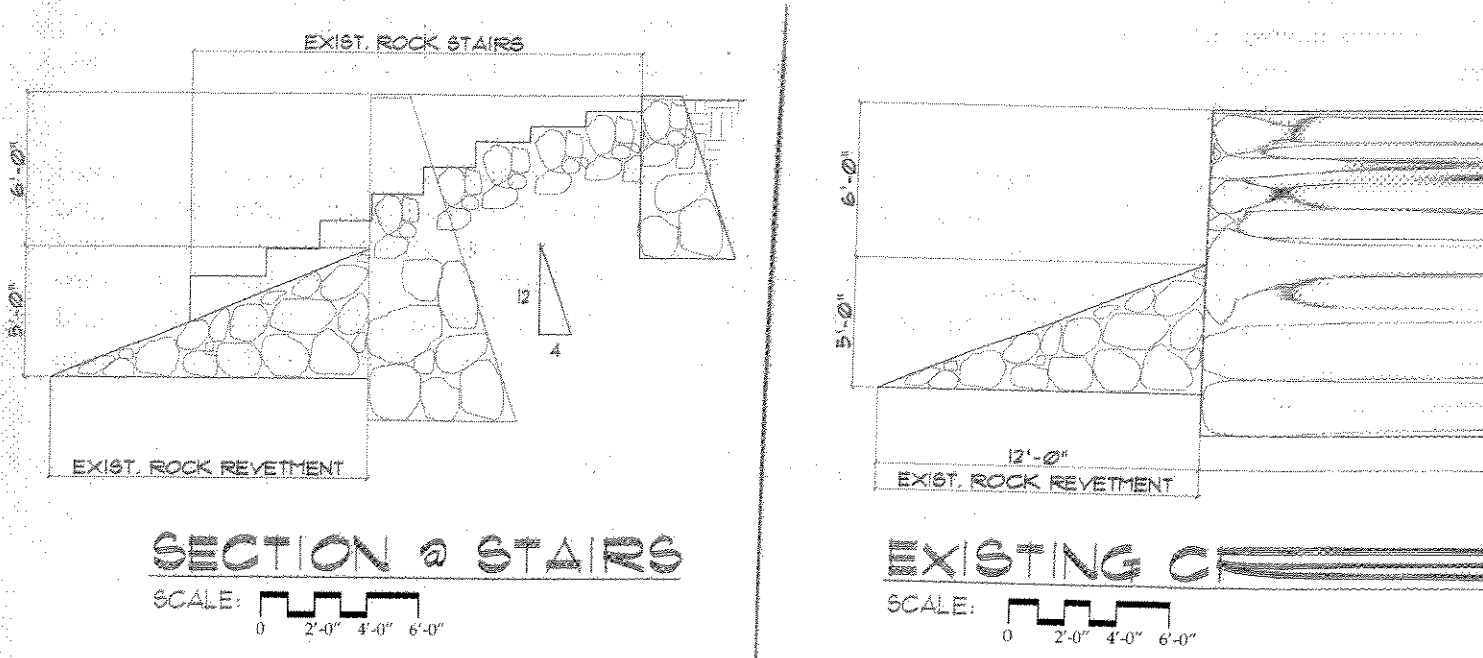 EXIST. ROCK STAIRS
6'-0"
5'-0"
12
4
EXIST. ROCK REVETMENT
SECTION @ STAIRS
SCALE:
0 2'-0" 4'-0" 6'-0"
6'-0"
5'-0"
12'-0"
EXIST. ROCK REVETMENT
EXISTING
SCALE:
0 2'-0" 4'-0" 6'-0"